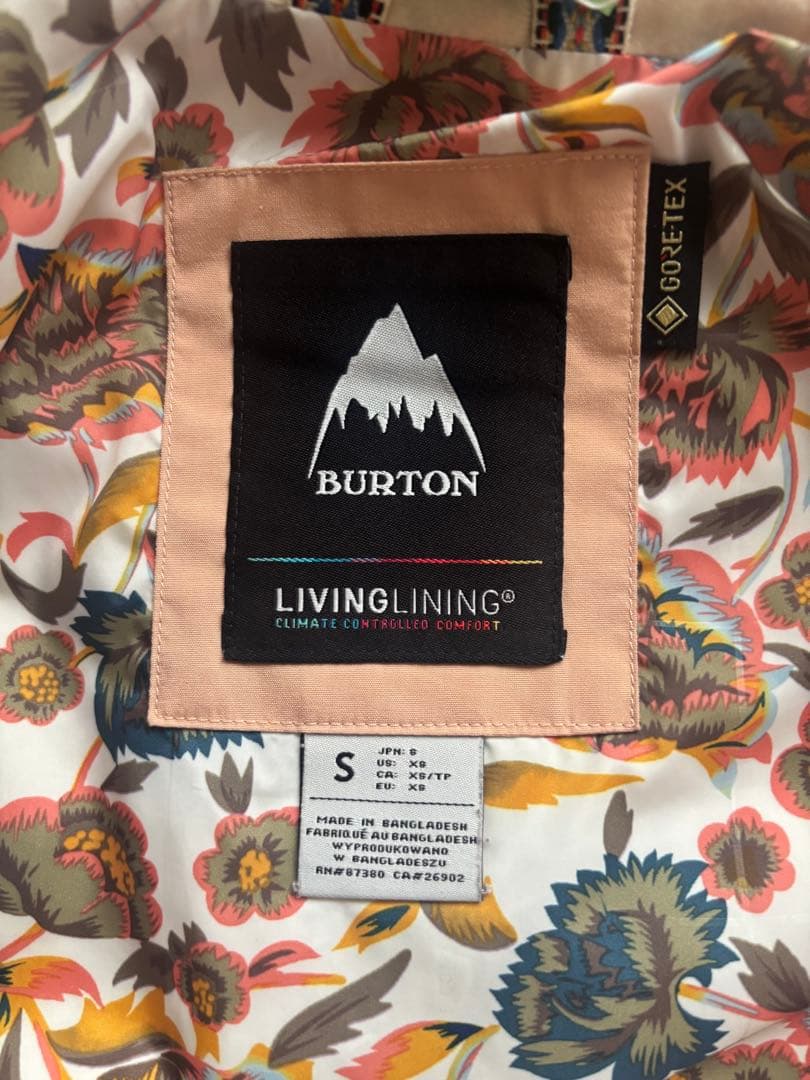 GORE-TEX
BURTON
LIVINGLINING®
CLIMATE CONTROLLED COMFORT
S
JPN: S
US: XS
CA: XS/TP
EU: XS
MADE IN BANGLADESH
FABRIQUÉ AU BANGLADESH
WYPRODUKOWANO
W BANGLADESZU
RN#87380 CA#26902